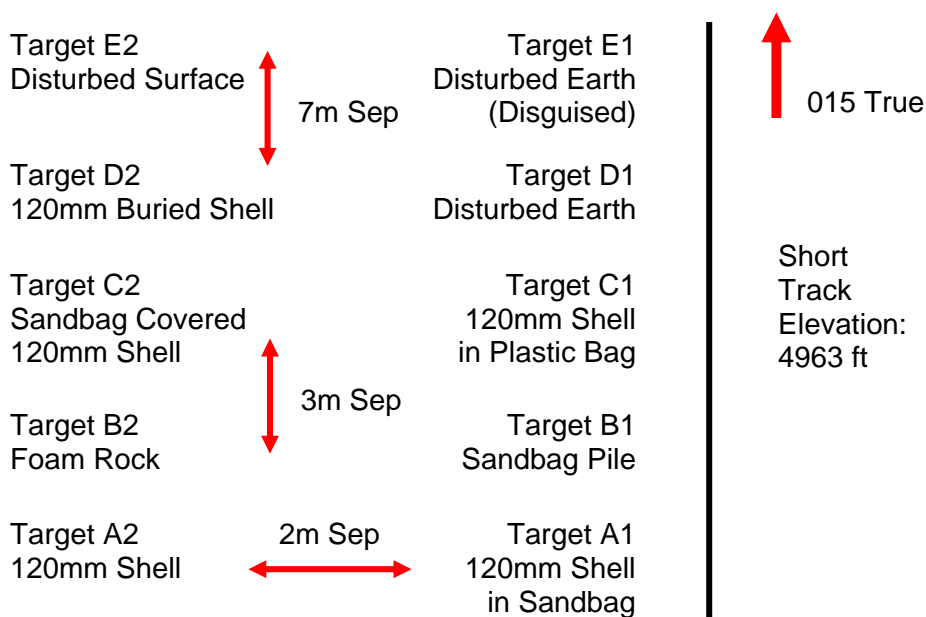 Target E2
Disturbed Surface
7m Sep
Target E1
Disturbed Earth
(Disguised)
015 True
Target D2
120mm Buried Shell
Target D1
Disturbed Earth
Target C2
Sandbag Covered
120mm Shell
Target C1
120mm Shell
in Plastic Bag
Short
Track
Elevation:
4963 ft
3m Sep
Target B2
Foam Rock
Target B1
Sandbag Pile
Target A2
120mm Shell
2m Sep
Target A1
120mm Shell
in Sandbag